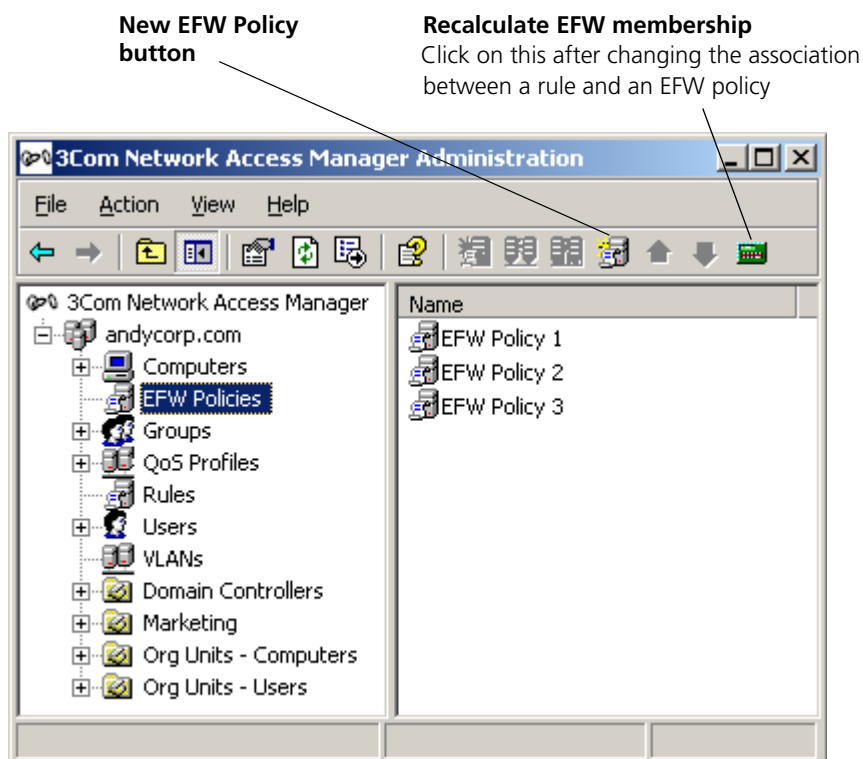 New EFW Policy
button
Recalculate EFW membership
Click on this after changing the association
between a rule and an EFW policy
3Com Network Access Manager Administration
File Action View Help
3Com Network Access Manager
andycorp.com
Computers
EFW Policies
Groups
QoS Profiles
Rules
Users
VLANs
Domain Controllers
Marketing
Org Units - Computers
Org Units - Users
Name
EFW Policy 1
EFW Policy 2
EFW Policy 3